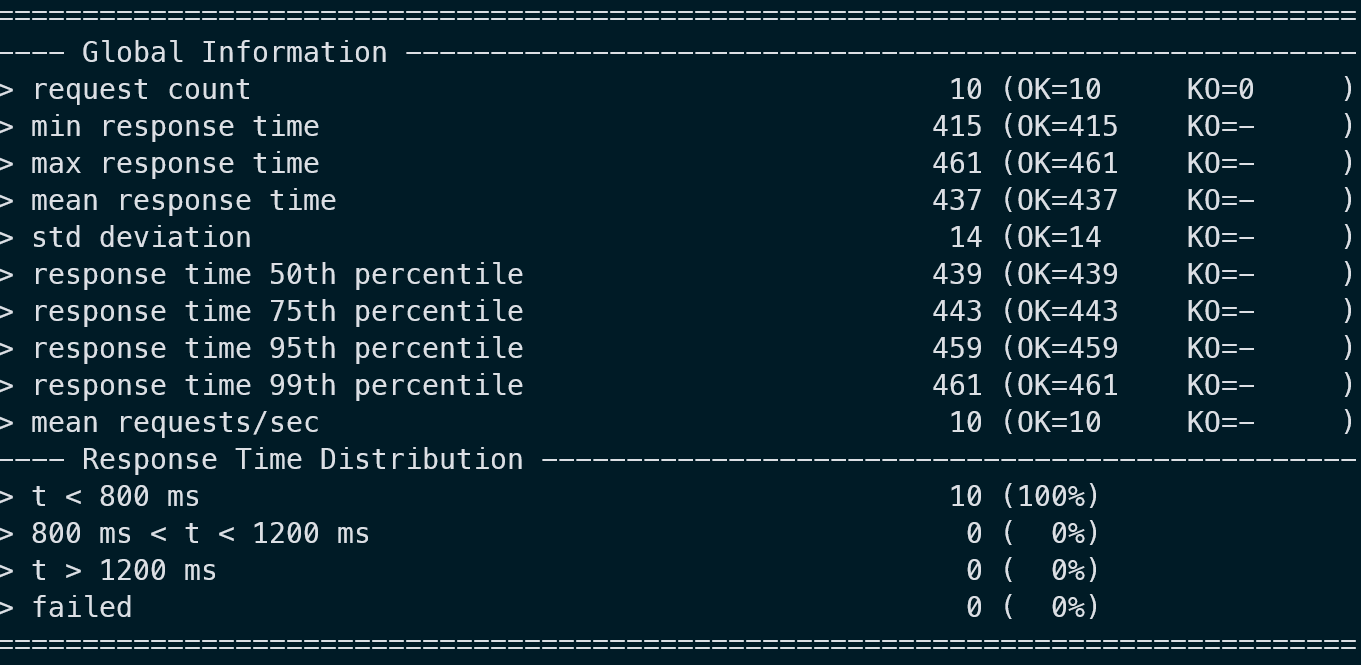 ================================================================================
---- Global Information --------------------------------------------------------
> request count                                         10 (OK=10     KO=0     )
> min response time                                    415 (OK=415    KO=-     )
> max response time                                    461 (OK=461    KO=-     )
> mean response time                                   437 (OK=437    KO=-     )
> std deviation                                         14 (OK=14     KO=-     )
> response time 50th percentile                        439 (OK=439    KO=-     )
> response time 75th percentile                        443 (OK=443    KO=-     )
> response time 95th percentile                        459 (OK=459    KO=-     )
> response time 99th percentile                        461 (OK=461    KO=-     )
> mean requests/sec                                     10 (OK=10     KO=-     )
---- Response Time Distribution ------------------------------------------------
> t < 800 ms                                            10 (100%)
> 800 ms < t < 1200 ms                                   0 (  0%)
> t > 1200 ms                                            0 (  0%)
> failed                                                 0 (  0%)
================================================================================